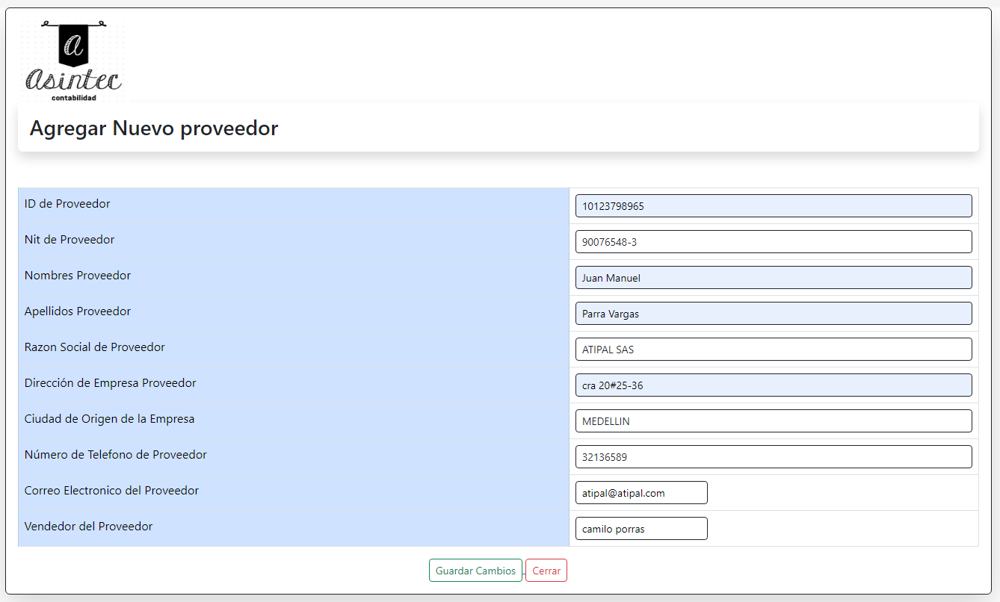 a
asintec
contabilidad
Agregar Nuevo proveedor
ID de Proveedor 10123798965
Nit de Proveedor 90076548-3
Nombres Proveedor Juan Manuel
Apellidos Proveedor Parra Vargas
Razon Social de Proveedor ATIPAL SAS
Dirección de Empresa Proveedor cra 20#25-36
Ciudad de Origen de la Empresa MEDELLIN
Número de Telefono de Proveedor 32136589
Correo Electronico del Proveedor atipal@atipal.com
Vendedor del Proveedor camilo porras
Guardar Cambios Cerrar